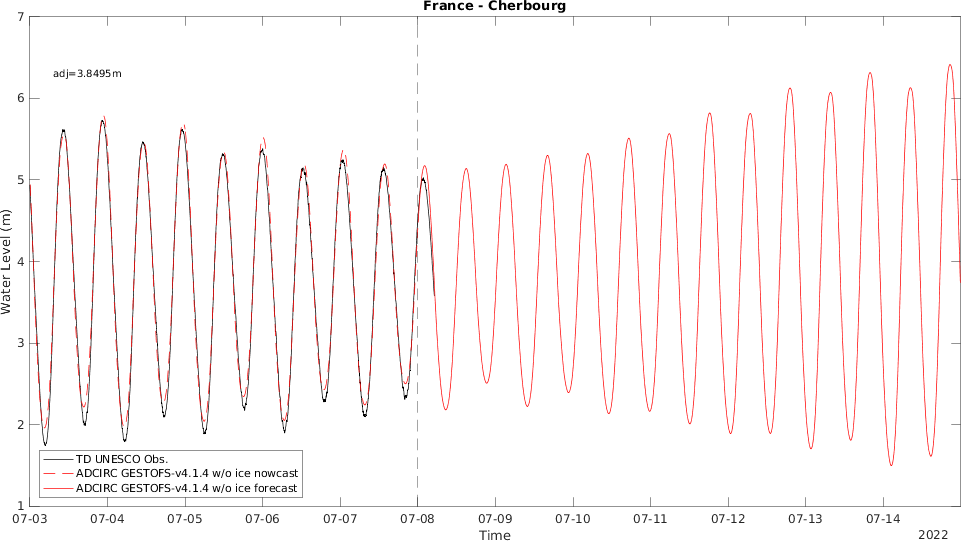 France - Cherbourg
7
adj=3.8495m
6
5
4
3
2
1
Water Level (m)
TD UNESCO Obs.
ADCIRC GESTOFS-v4.1.4 w/o ice nowcast
ADCIRC GESTOFS-v4.1.4 w/o ice forecast
07-03 07-04 07-05 07-06 07-07 07-08 07-09 07-10 07-11 07-12 07-13 07-14
Time
2022